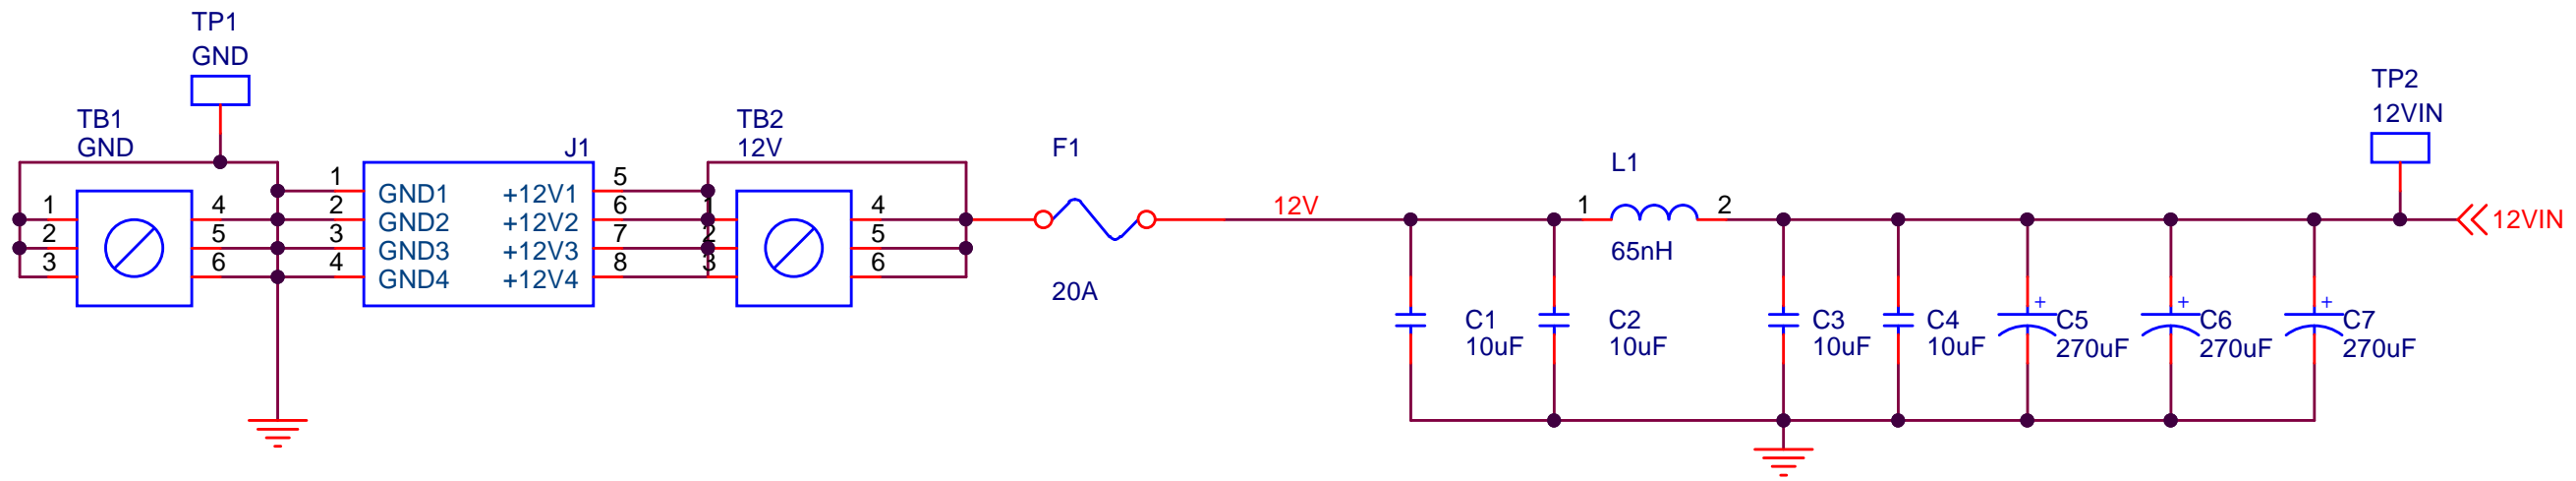 TP1
GND
TB1
GND
1
2
3
4
5
6
J1
1
2
3
4
GND1 +12V1
GND2 +12V2
GND3 +12V3
GND4 +12V4
5
6
7
8
TB2
12V
1
2
3
4
5
6
F1
20A
12V
L1
1 2
65nH
C1
10uF
C2
10uF
C3
10uF
C4
10uF
+
C5
270uF
+
C6
270uF
+
C7
270uF
TP2
12VIN
12VIN